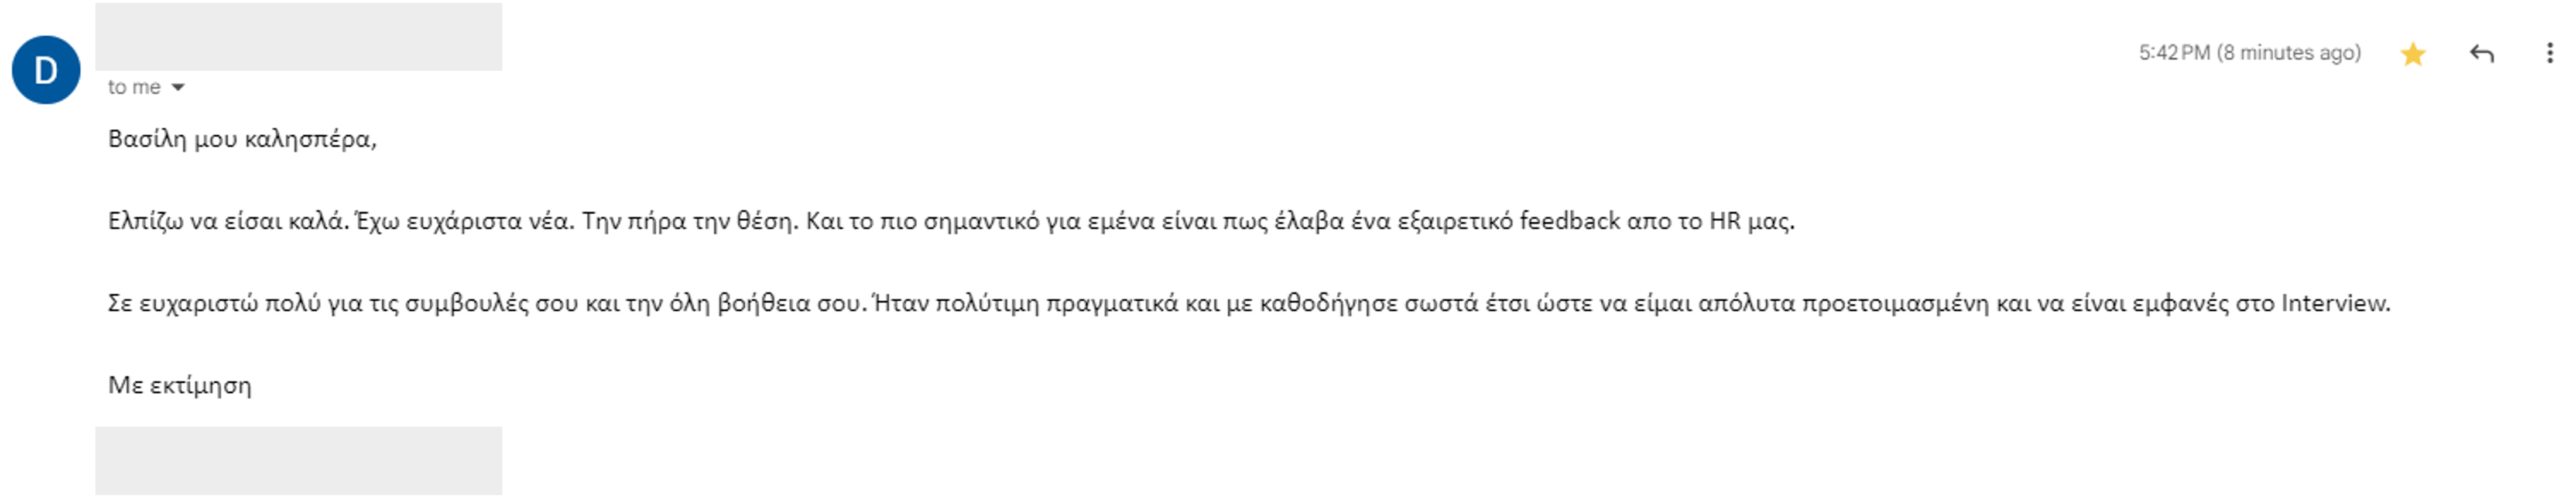 D
5:42 PM (8 minutes ago)
to me
Βασίλη μου καλησπέρα,
Ελπίζω να είσαι καλά. Έχω ευχάριστα νέα. Την πήρα την θέση. Και το πιο σημαντικό για εμένα είναι πως έλαβα ένα εξαιρετικό feedback απο το HR μας.
Σε ευχαριστώ πολύ για τις συμβουλές σου και την όλη βοήθεια σου. Ήταν πολύτιμη πραγματικά και με καθοδήγησε σωστά έτσι ώστε να είμαι απόλυτα προετοιμασμένη και να είναι εμφανές στο Interview.
Με εκτίμηση